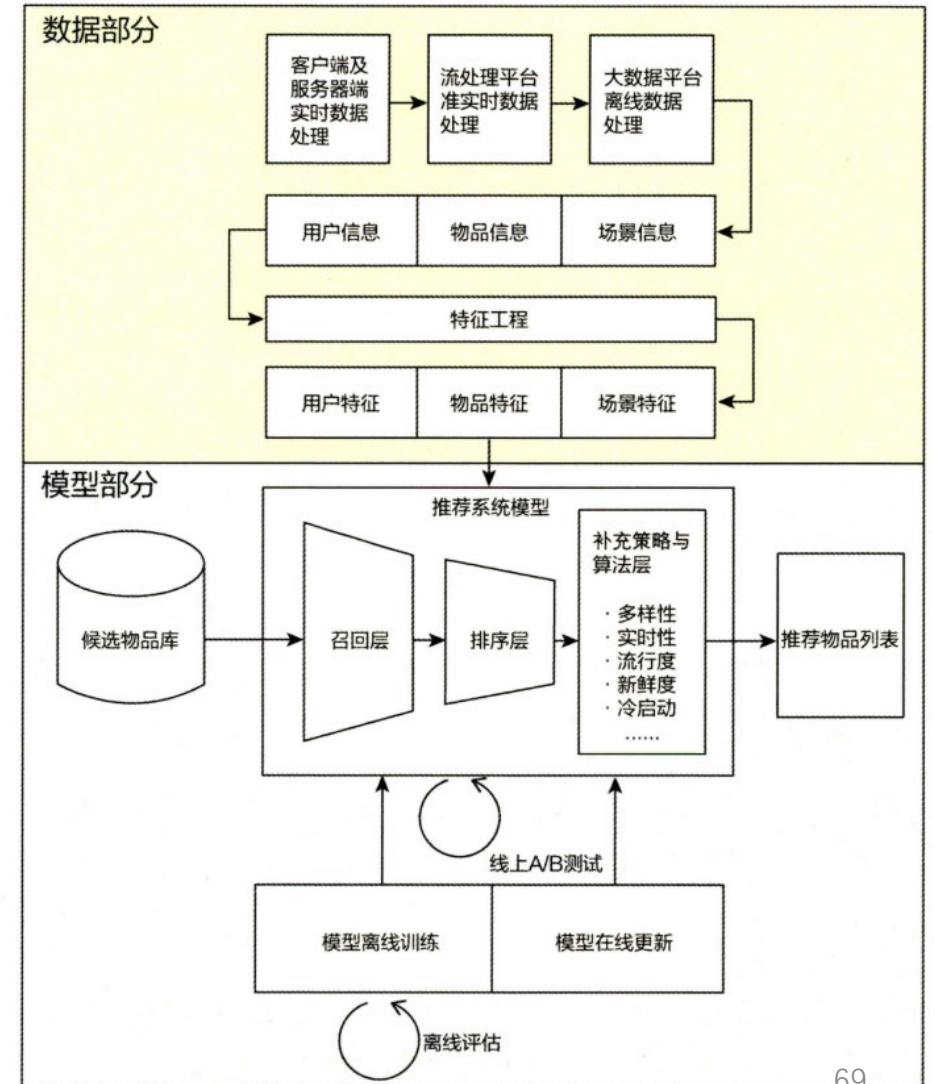 数据部分
客户端及
服务器端
实时数据
处理
流处理平台
准实时数据
处理
大数据平台
离线数据
处理
用户信息
物品信息
场景信息
特征工程
用户特征
物品特征
场景特征
模型部分
推荐系统模型
候选物品库
召回层
排序层
补充策略与
算法层
·多样性
·实时性
·流行度
·新鲜度
·冷启动
……
推荐物品列表
线上A/B测试
模型离线训练
模型在线更新
离线评估
69